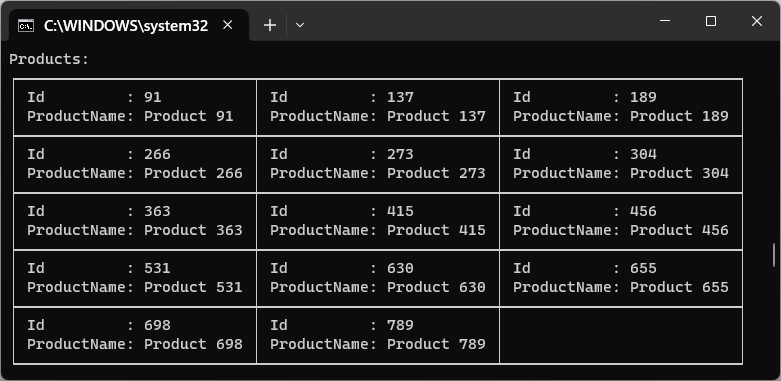 C:\WINDOWS\system32
Products:
Id         : 91    Id         : 137    Id         : 189
ProductName: Product 91    ProductName: Product 137    ProductName: Product 189
Id         : 266    Id         : 273    Id         : 304
ProductName: Product 266    ProductName: Product 273    ProductName: Product 304
Id         : 363    Id         : 415    Id         : 456
ProductName: Product 363    ProductName: Product 415    ProductName: Product 456
Id         : 531    Id         : 630    Id         : 655
ProductName: Product 531    ProductName: Product 630    ProductName: Product 655
Id         : 698    Id         : 789
ProductName: Product 698    ProductName: Product 789